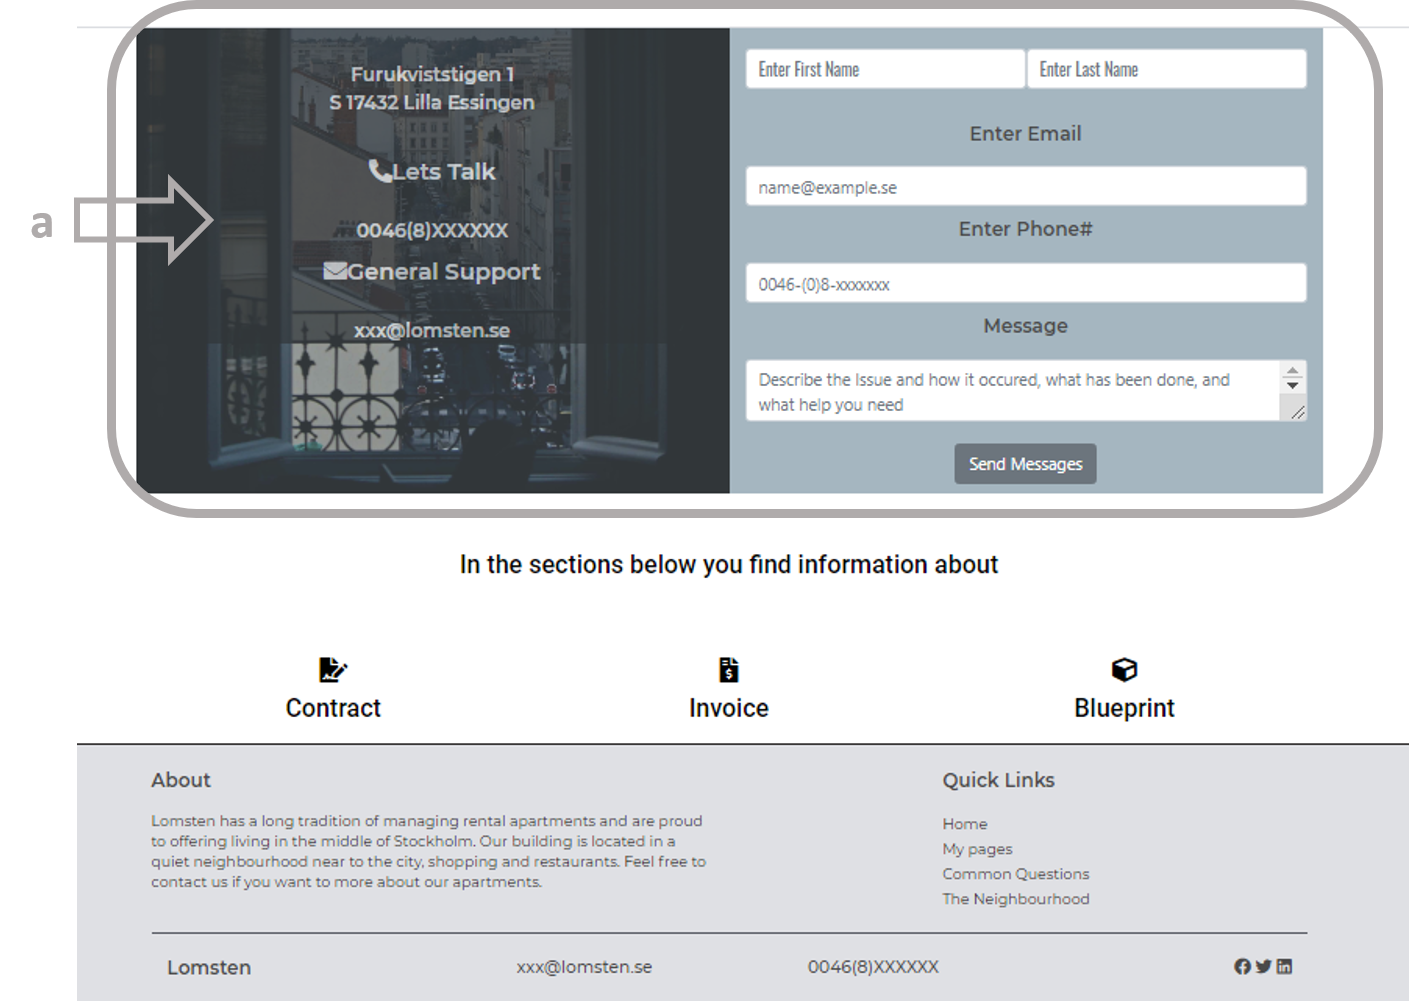 a
Furukviststigen 1
S 17432 Lilla Essingen
Lets Talk
0046(8)XXXXXX
General Support
xxx@lomsten.se
Enter First Name
Enter Last Name
Enter Email
name@example.se
Enter Phone#
0046-(0)8-xxxxxxx
Message
Describe the Issue and how it occured, what has been done, and
what help you need
Send Messages
In the sections below you find information about
Contract
Invoice
Blueprint
About
Lomsten has a long tradition of managing rental apartments and are proud
to offering living in the middle of Stockholm. Our building is located in a
quiet neighbourhood near to the city, shopping and restaurants. Feel free to
contact us if you want to more about our apartments.
Quick Links
Home
My pages
Common Questions
The Neighbourhood
Lomsten
xxx@lomsten.se
0046(8)XXXXXX